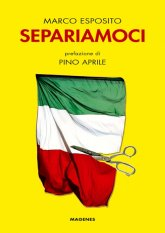 MARCO ESPOSITO
SEPARIAMOCI
prefazione di
PINO APRILE
MAGENES